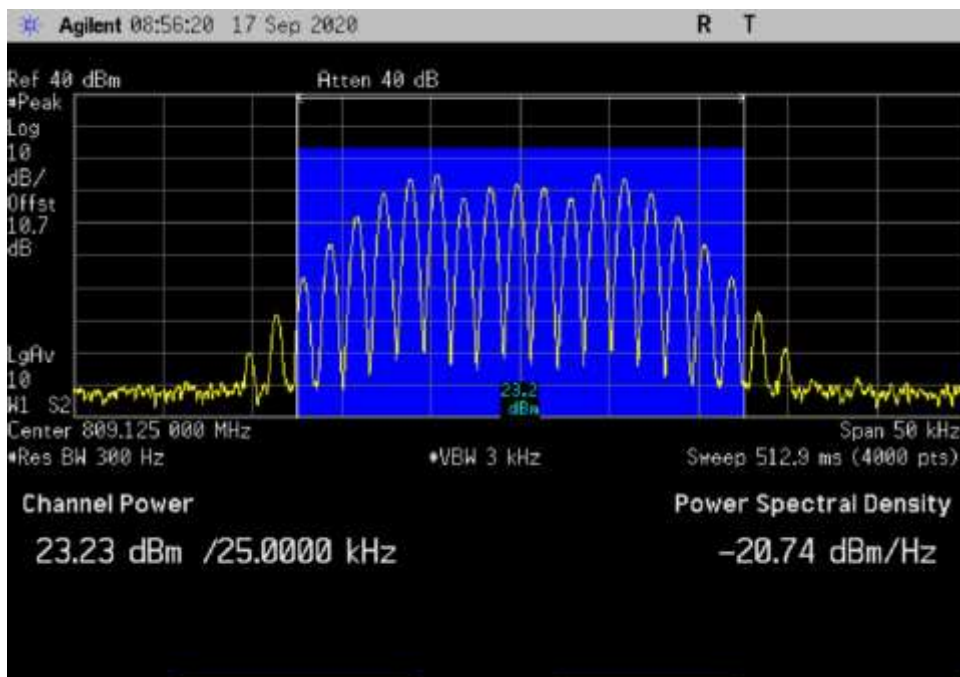 Agilent 08:56:20 17 Sep 2020 R T
Ref 40 dBm Atten 40 dB
#Peak
Log
10
dB/
Offst
10.7
dB
LgAv
10
W1 S2
23.2
dBm
Center 809.125 000 MHz Span 50 kHz
#Res BW 300 Hz #VBW 3 kHz Sweep 512.9 ms (4000 pts)
Channel Power Power Spectral Density
23.23 dBm /25.0000 kHz -20.74 dBm/Hz